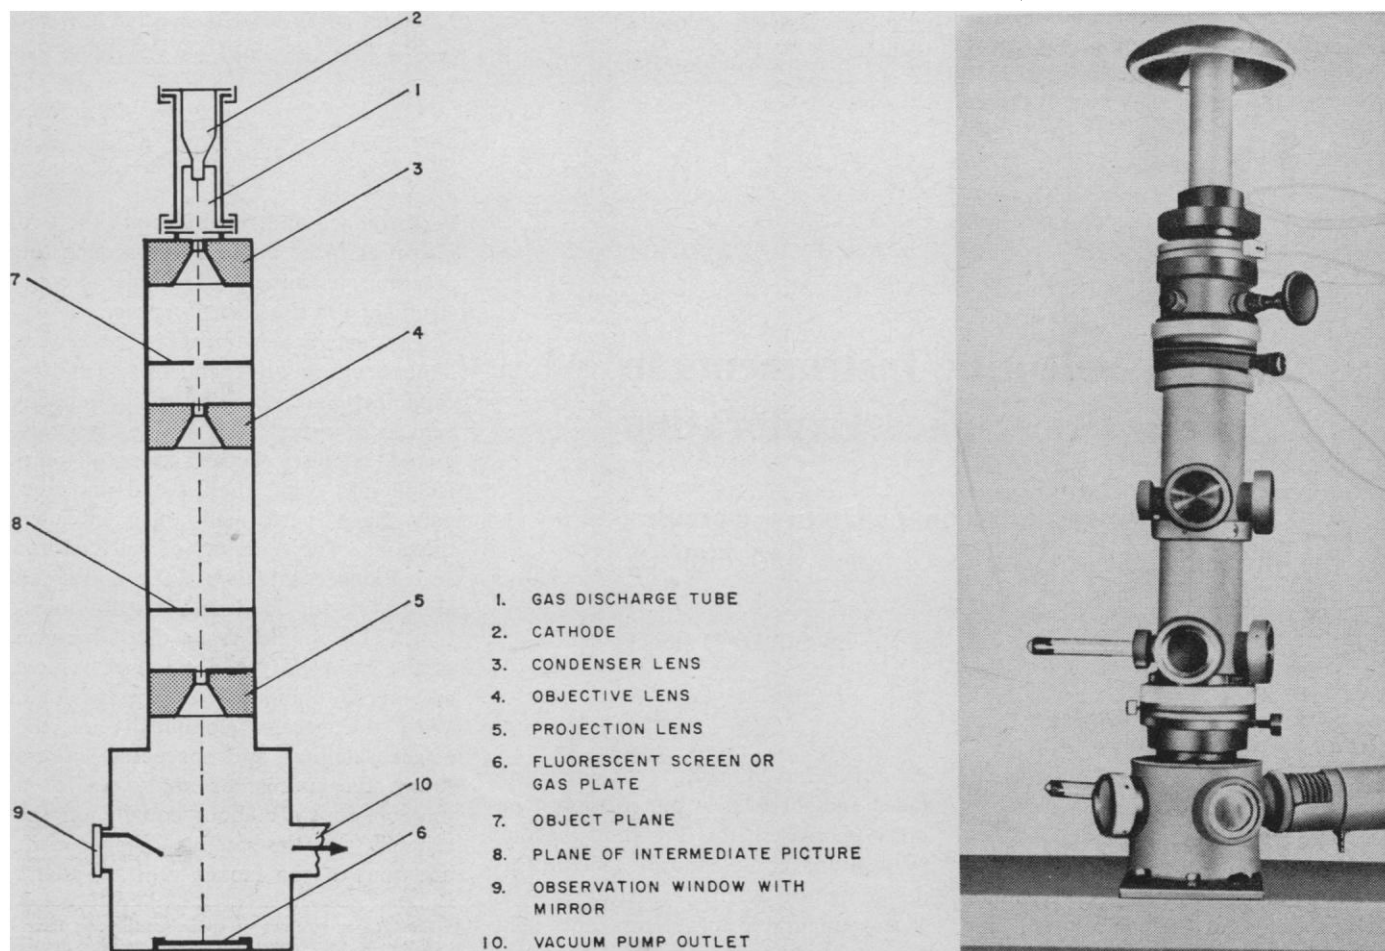 2
1
3
7
4
8
5
10
9
6
1. GAS DISCHARGE TUBE
2. CATHODE
3. CONDENSER LENS
4. OBJECTIVE LENS
5. PROJECTION LENS
6. FLUORESCENT SCREEN OR
GAS PLATE
7. OBJECT PLANE
8. PLANE OF INTERMEDIATE PICTURE
9. OBSERVATION WINDOW WITH
MIRROR
10. VACUUM PUMP OUTLET